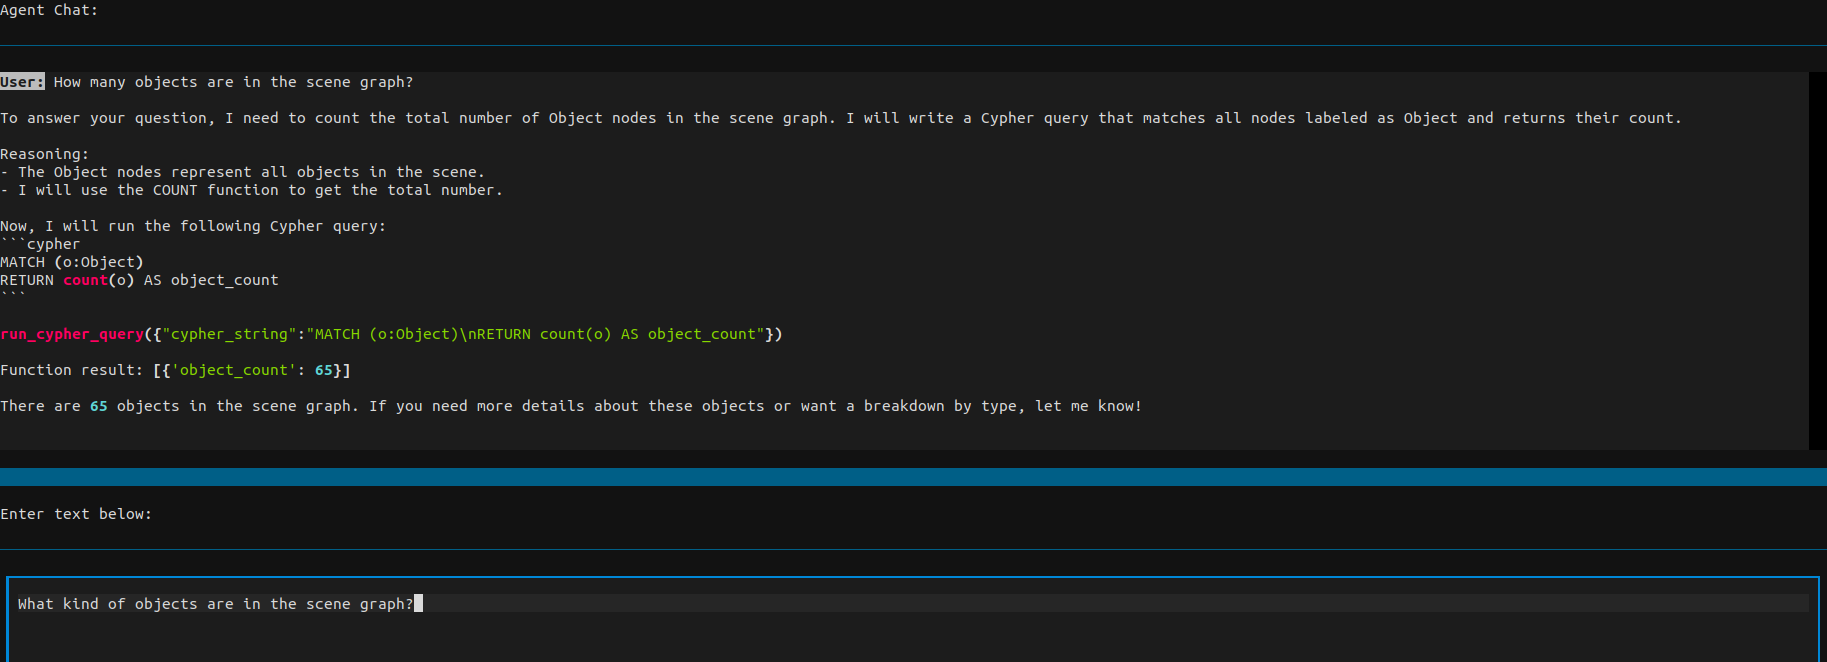 Agent Chat:
User: How many objects are in the scene graph?
To answer your question, I need to count the total number of Object nodes in the scene graph. I will write a Cypher query that matches all nodes labeled as Object and returns their count.
Reasoning:
- The Object nodes represent all objects in the scene.
- I will use the COUNT function to get the total number.
Now, I will run the following Cypher query:
```cypher
MATCH (o:Object)
RETURN count(o) AS object_count
```
run_cypher_query({"cypher_string":"MATCH (o:Object)\nRETURN count(o) AS object_count"})
Function result: [{'object_count': 65}]
There are 65 objects in the scene graph. If you need more details about these objects or want a breakdown by type, let me know!
Enter text below:
What kind of objects are in the scene graph?